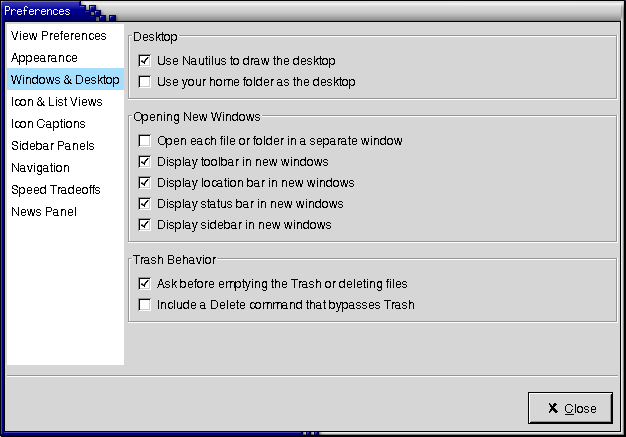 Preferences
View Preferences
Appearance
Windows & Desktop
Icon & List Views
Icon Captions
Sidebar Panels
Navigation
Speed Tradeoffs
News Panel
Desktop
Use Nautilus to draw the desktop
Use your home folder as the desktop
Opening New Windows
Open each file or folder in a separate window
Display toolbar in new windows
Display location bar in new windows
Display status bar in new windows
Display sidebar in new windows
Trash Behavior
Ask before emptying the Trash or deleting files
Include a Delete command that bypasses Trash
Close